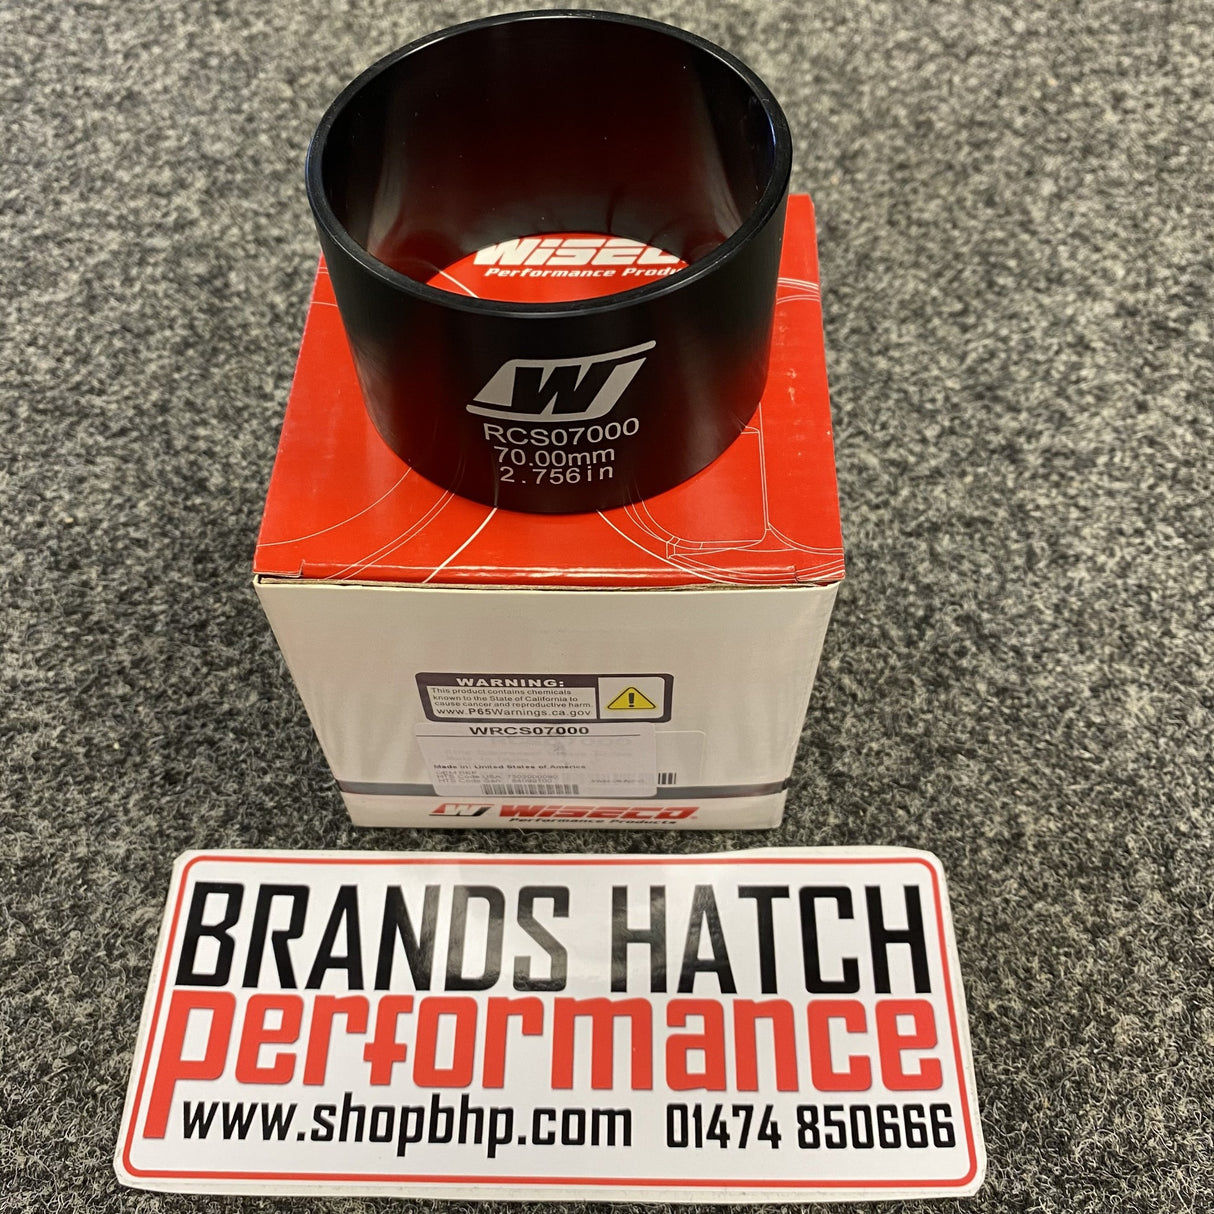 WISECO
Performance Produ
W
RCS07000
70.00mm
2.756in
WARNING:
This product contains chemicals
known to the State of California to
cause cancer and reproductive harm.
www.P65Warnings.ca.gov
WRCS07000
Made in: United States of America
W WISECO
Performance Products
BRANDS HATCH
performance
www.shopbhp.com 01474 850666